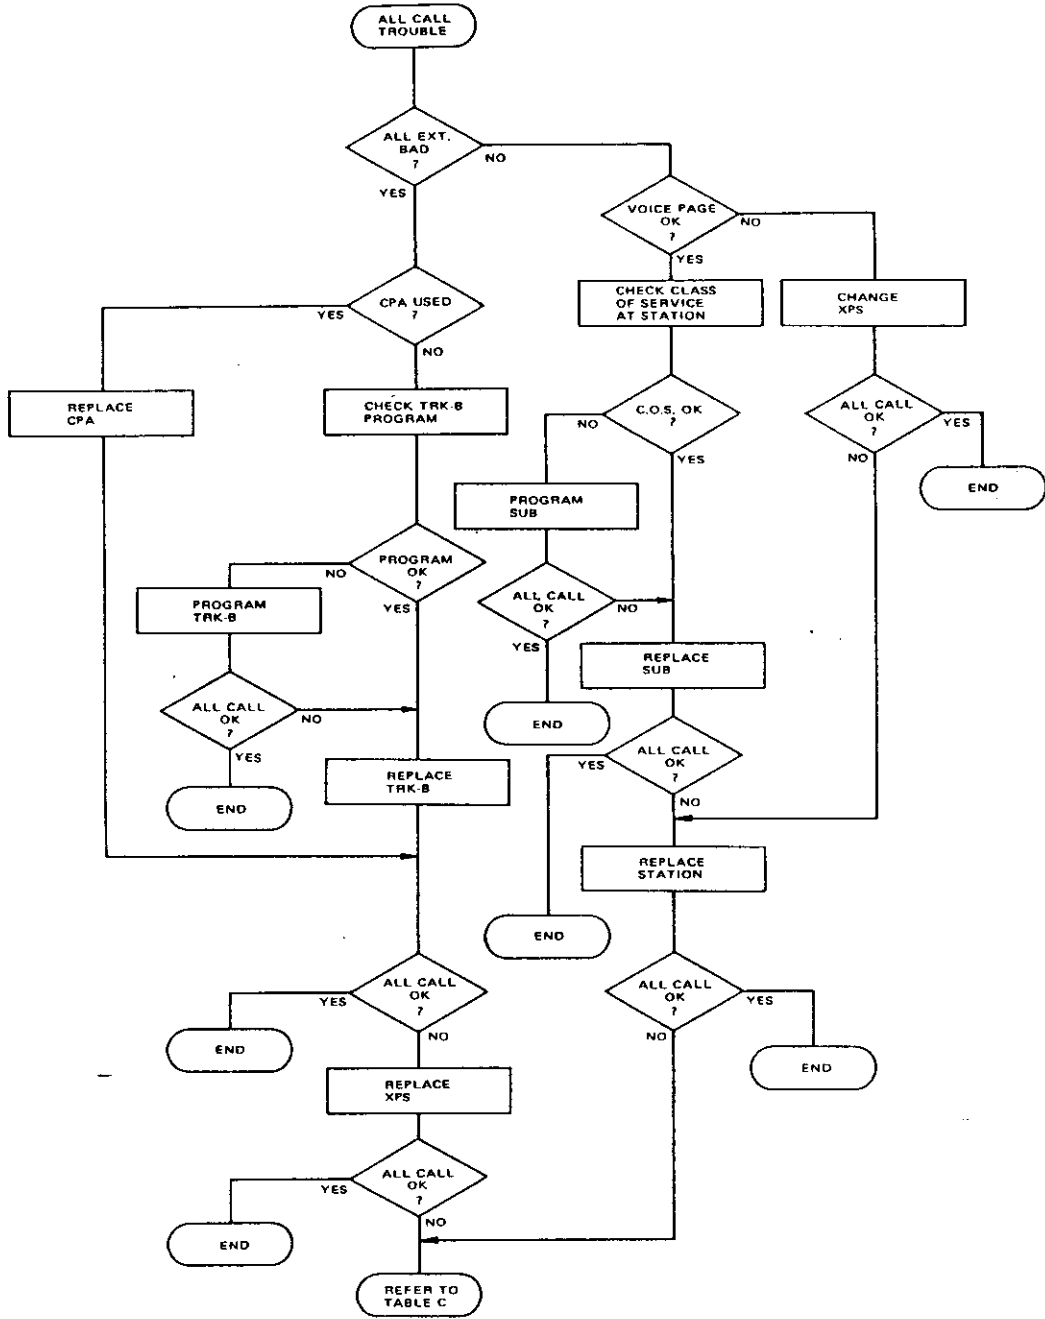 ALL CALL
TROUBLE
ALL EXT.
BAD
?
NO
YES
VOICE PAGE
OK
?
NO
YES
CPA USED
?
YES
NO
CHECK CLASS
OF SERVICE
AT STATION
CHANGE
XPS
REPLACE
CPA
CHECK TRK-B
PROGRAM
C.O.S. OK
?
NO
YES
ALL CALL
OK
?
YES
NO
END
PROGRAM
SUB
PROGRAM
OK
?
NO
YES
PROGRAM
TRK-B
ALL CALL
OK
?
NO
YES
REPLACE
SUB
ALL CALL
OK
?
NO
YES
END
ALL CALL
OK
?
YES
NO
REPLACE
TRK-B
END
REPLACE
STATION
END
ALL CALL
OK
?
YES
NO
ALL CALL
OK
?
YES
NO
END
END
REPLACE
XPS
ALL CALL
OK
?
YES
NO
END
REFER TO
TABLE C